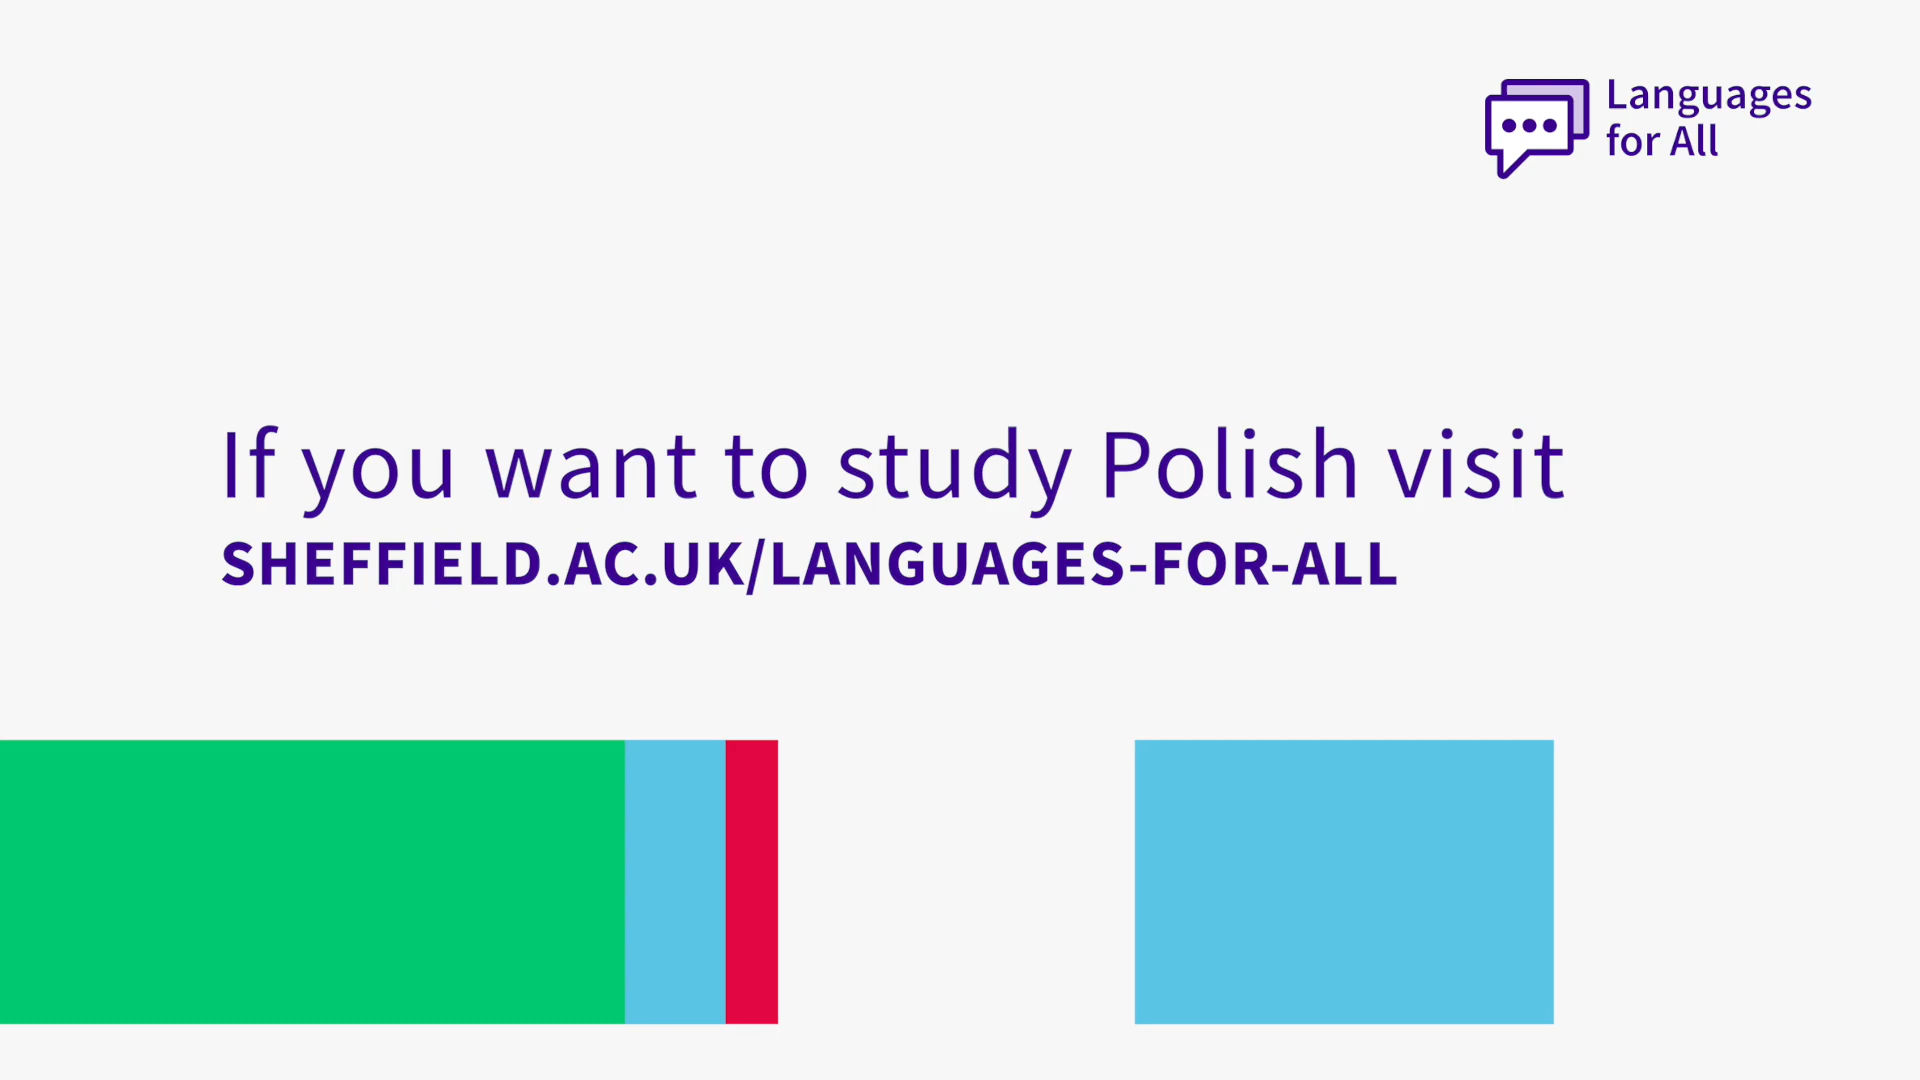 Languages
for All
If you want to study Polish visit
SHEFFIELD.AC.UK/LANGUAGES-FOR-ALL